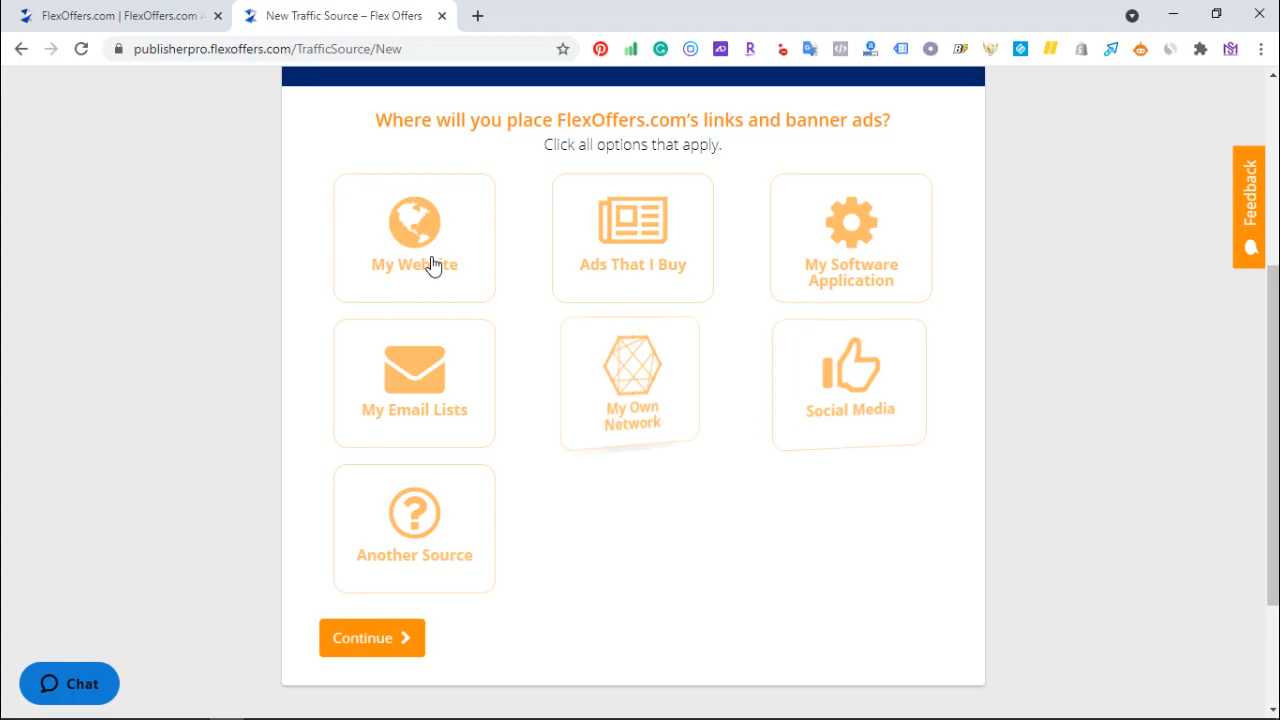 FlexOffers.com | FlexOffers.com
New Traffic Source – Flex Offers
publisherpro.flexoffers.com/TrafficSource/New
Where will you place FlexOffers.com's links and banner ads?
Click all options that apply.
My Website
Ads That I Buy
My Software
Application
My Email Lists
My Own
Network
Social Media
Another Source
Continue
Chat
Feedback